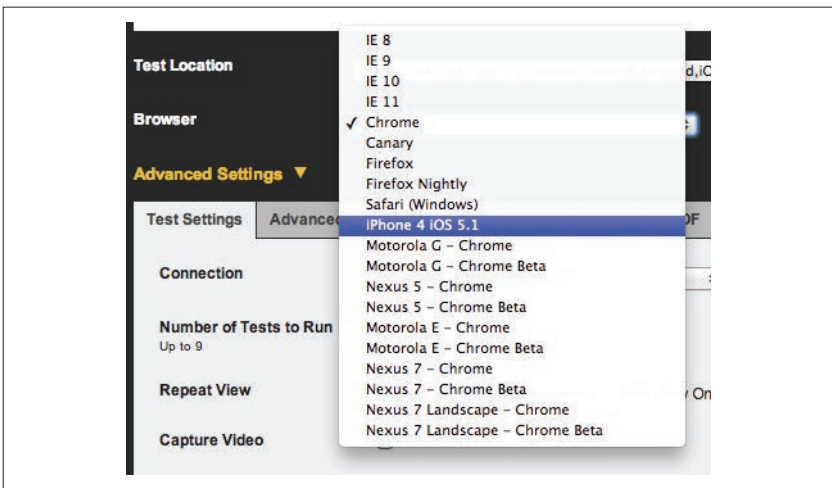 IE 8
IE 9
Test Location
d,iC
IE 10
IE 11
Browser
✓ Chrome
Canary
Firefox
Advanced Settings ▼
Firefox Nightly
Safari (Windows)
Test Settings
Advanced
iPhone 4 iOS 5.1
DF
Motorola G – Chrome
Motorola G – Chrome Beta
Connection
Nexus 5 – Chrome
Nexus 5 – Chrome Beta
Number of Tests to Run
Motorola E – Chrome
Up to 9
Motorola E – Chrome Beta
Nexus 7 – Chrome
Repeat View
Nexus 7 – Chrome Beta
On
Nexus 7 Landscape – Chrome
Nexus 7 Landscape – Chrome Beta
Capture Video